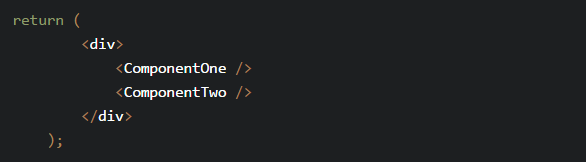 return (
<div>
<ComponentOne />
<ComponentTwo />
</div>
);